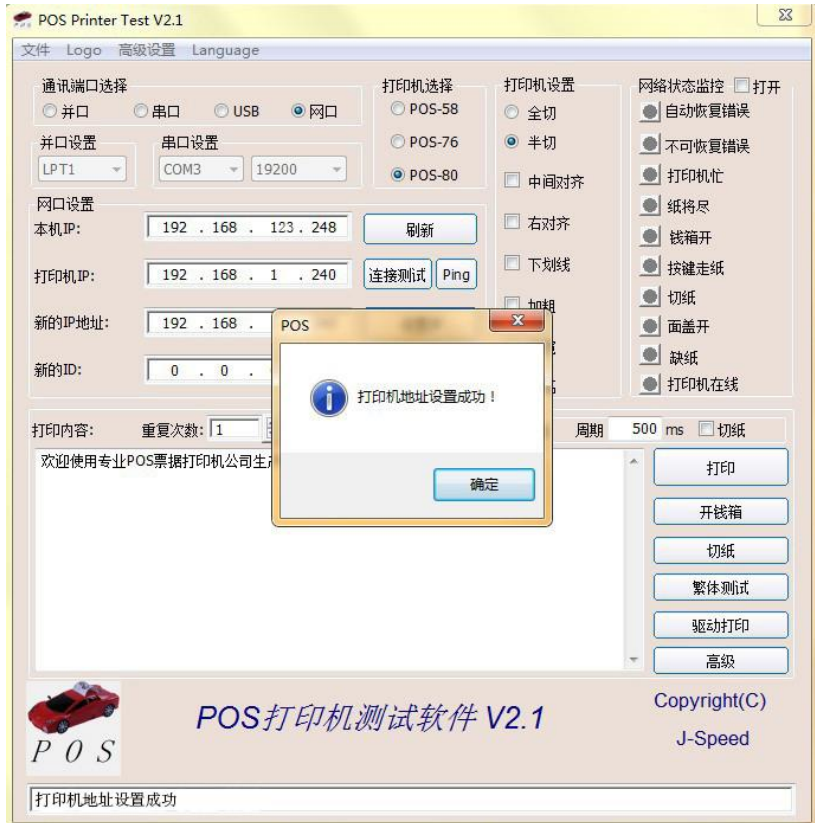 POS Printer Test V2.1
文件 Logo 高级设置 Language
通讯端口选择
并口 串口 USB 网口
并口设置 串口设置
LPT1 COM3 19200
打印机选择
POS-58
POS-76
POS-80
打印机设置
全切
半切
中间对齐
右对齐
下划线
加粗
网络状态监控 打开
自动恢复错误
不可恢复错误
打印机忙
纸将尽
钱箱开
按键走纸
切纸
面盖开
缺纸
打印机在线
网口设置
本机IP: 192 . 168 . 123 . 248 刷新
打印机IP: 192 . 168 . 1 . 240 连接测试 Ping
新的IP地址: 192 . 168 .
新的ID: 0 . 0 .
POS
打印机地址设置成功！
确定
打印内容: 重复次数: 1 周期 500 ms 切纸
欢迎使用专业POS票据打印机公司生
打印
开钱箱
切纸
繁体测试
驱动打印
高级
POS
POS打印机测试软件 V2.1
Copyright(C)
J-Speed
打印机地址设置成功